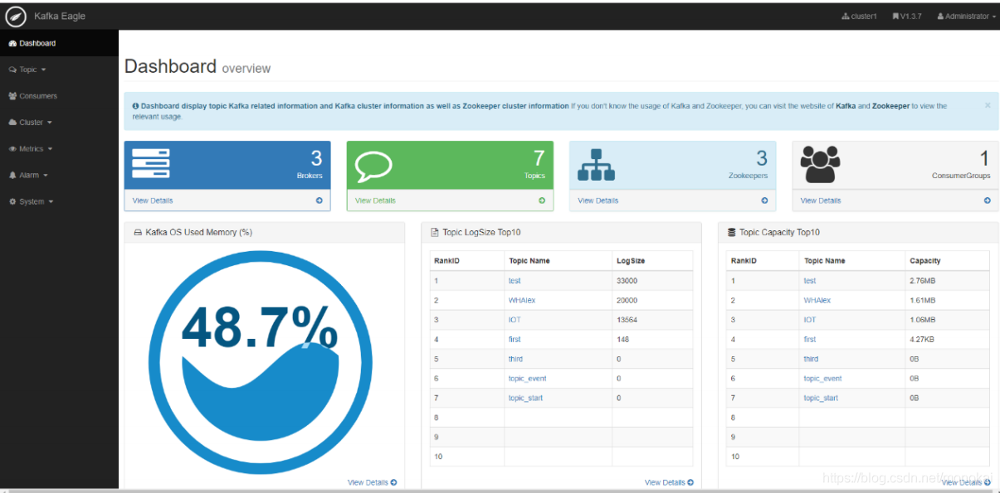 Kafka Eagle
cluster1 V1.3.7 Administrator
Dashboard
Topic
Consumers
Cluster
Metrics
Alarm
System
Dashboard overview
Dashboard display topic Kafka related information and Kafka cluster information as well as Zookeeper cluster information If you don't know the usage of Kafka and Zookeeper, you can visit the website of Kafka and Zookeeper to view the
relevant usage.
×
3
Brokers
View Details
7
Topics
View Details
3
Zookeepers
View Details
1
ConsumerGroups
View Details
Kafka OS Used Memory (%)
48.7%
View Details
Topic LogSize Top10
RankID Topic Name LogSize
1 test 33000
2 WHAlex 20000
3 IOT 13564
4 first 148
5 third 0
6 topic_event 0
7 topic_start 0
8
9
10
View Details
Topic Capacity Top10
RankID Topic Name Capacity
1 test 2.76MB
2 WHAlex 1.61MB
3 IOT 1.06MB
4 first 4.27KB
5 third 0B
6 topic_event 0B
7 topic_start 0B
8
9
10
View Details
https://blog.csdn.net/